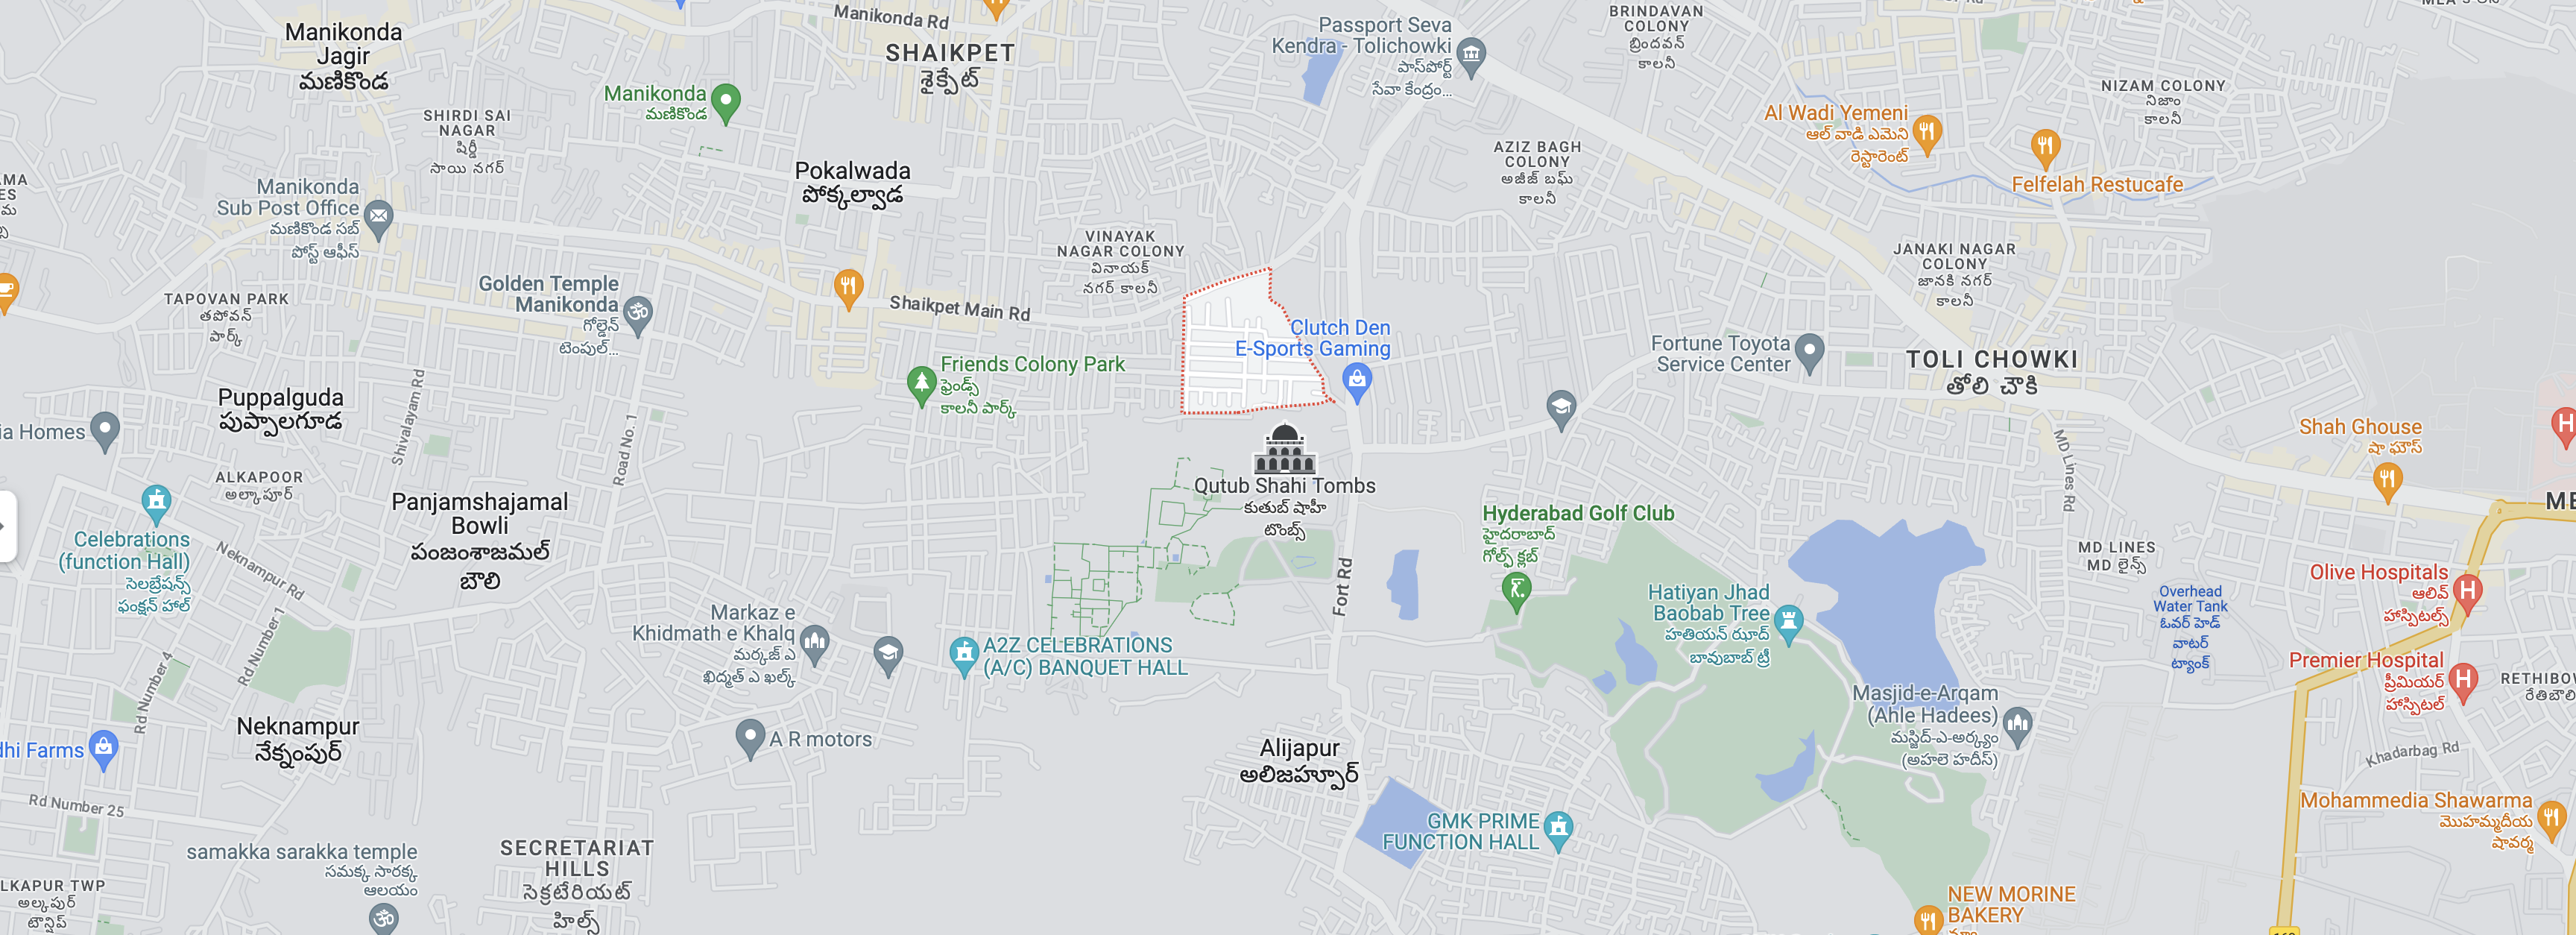 Manikonda
Jagir
మణికొండ
Manikonda Rd
SHAIKPET
శైక్పేట్
Passport Seva
Kendra - Tolichowki
పాస్‌పోర్ట్
సేవా కేంద్రం...
BRINDAVAN
COLONY
బ్రిందవన్
కాలనీ
NIZAM COLONY
నిజాం
కాలనీ
Manikonda
మణికొండ
SHIRDI SAI
NAGAR
షిర్డీ
సాయి నగర్
Al Wadi Yemeni
ఆల్ వాడి ఎమెని
రెస్టారెంట్
Felfelah Restucafe
AZIZ BAGH
COLONY
అజీజ్ బఘ్
కాలనీ
Pokalwada
పోక్కల్వాడ
Manikonda
Sub Post Office
మణికొండ సబ్
పోస్ట్ ఆఫీస్
VINAYAK
NAGAR COLONY
వినాయక్
నగర్ కాలనీ
JANAKI NAGAR
COLONY
జానకి నగర్
కాలనీ
TAPOVAN PARK
తపోవన్
పార్క్
Golden Temple
Manikonda
గోల్డెన్
టెంపుల్...
Shaikpet Main Rd
Clutch Den
E-Sports Gaming
Fortune Toyota
Service Center
TOLI CHOWKI
తోలి చౌకి
Friends Colony Park
ఫ్రెండ్స్
కాలనీ పార్క్
Puppalguda
పుప్పాలగూడ
Shivalayam Rd
Road No. 1
ia Homes
Shah Ghouse
షా ఘౌస్
MD Lines Rd
ALKAPOOR
అల్కాపూర్
Qutub Shahi Tombs
కుతుబ్ షాహీ
టొంబ్స్
Panjamshajamal
Bowli
పంజంశాజమల్
బౌలి
ME
Hyderabad Golf Club
హైదరాబాద్
గోల్ఫ్ క్లబ్
Celebrations
(function Hall)
సెలబ్రేషన్స్
ఫంక్షన్ హాల్
Neknampur Rd
Fort Rd
MD LINES
MD లైన్స్
Olive Hospitals
ఆలివ్
హాస్పిటల్స్
Hatiyan Jhad
Baobab Tree
హతియన్ ఝాడ్
బావుబాబ్ ట్రీ
Overhead
Water Tank
ఓవర్ హెడ్
వాటర్
ట్యాంక్
Markaz e
Khidmath e Khalq
మర్కజ్ ఎ
ఖిద్మత్ ఎ ఖల్క్
A2Z CELEBRATIONS
(A/C) BANQUET HALL
Rd Number 1
Rd Number 4
Premier Hospital
ప్రీమియర్
హాస్పిటల్
RETHIBOW
రేతిబౌలి
Masjid-e-Arqam
(Ahle Hadees)
మస్జిద్-ఎ-అర్క్యం
(అహలె హదీస్)
Neknampur
నేక్నంపుర్
A R motors
Alijapur
అలిజహ్పూర్
dhi Farms
Khadarbag Rd
Rd Number 25
Mohammedia Shawarma
మొహమ్మదీయ
షావర్మ
GMK PRIME
FUNCTION HALL
samakka sarakka temple
సమక్క సారక్క
ఆలయం
SECRETARIAT
HILLS
సెక్రటేరియట్
హిల్స్
LKAPUR TWP
అల్కపుర్
టౌన్షిప్
NEW MORINE
BAKERY